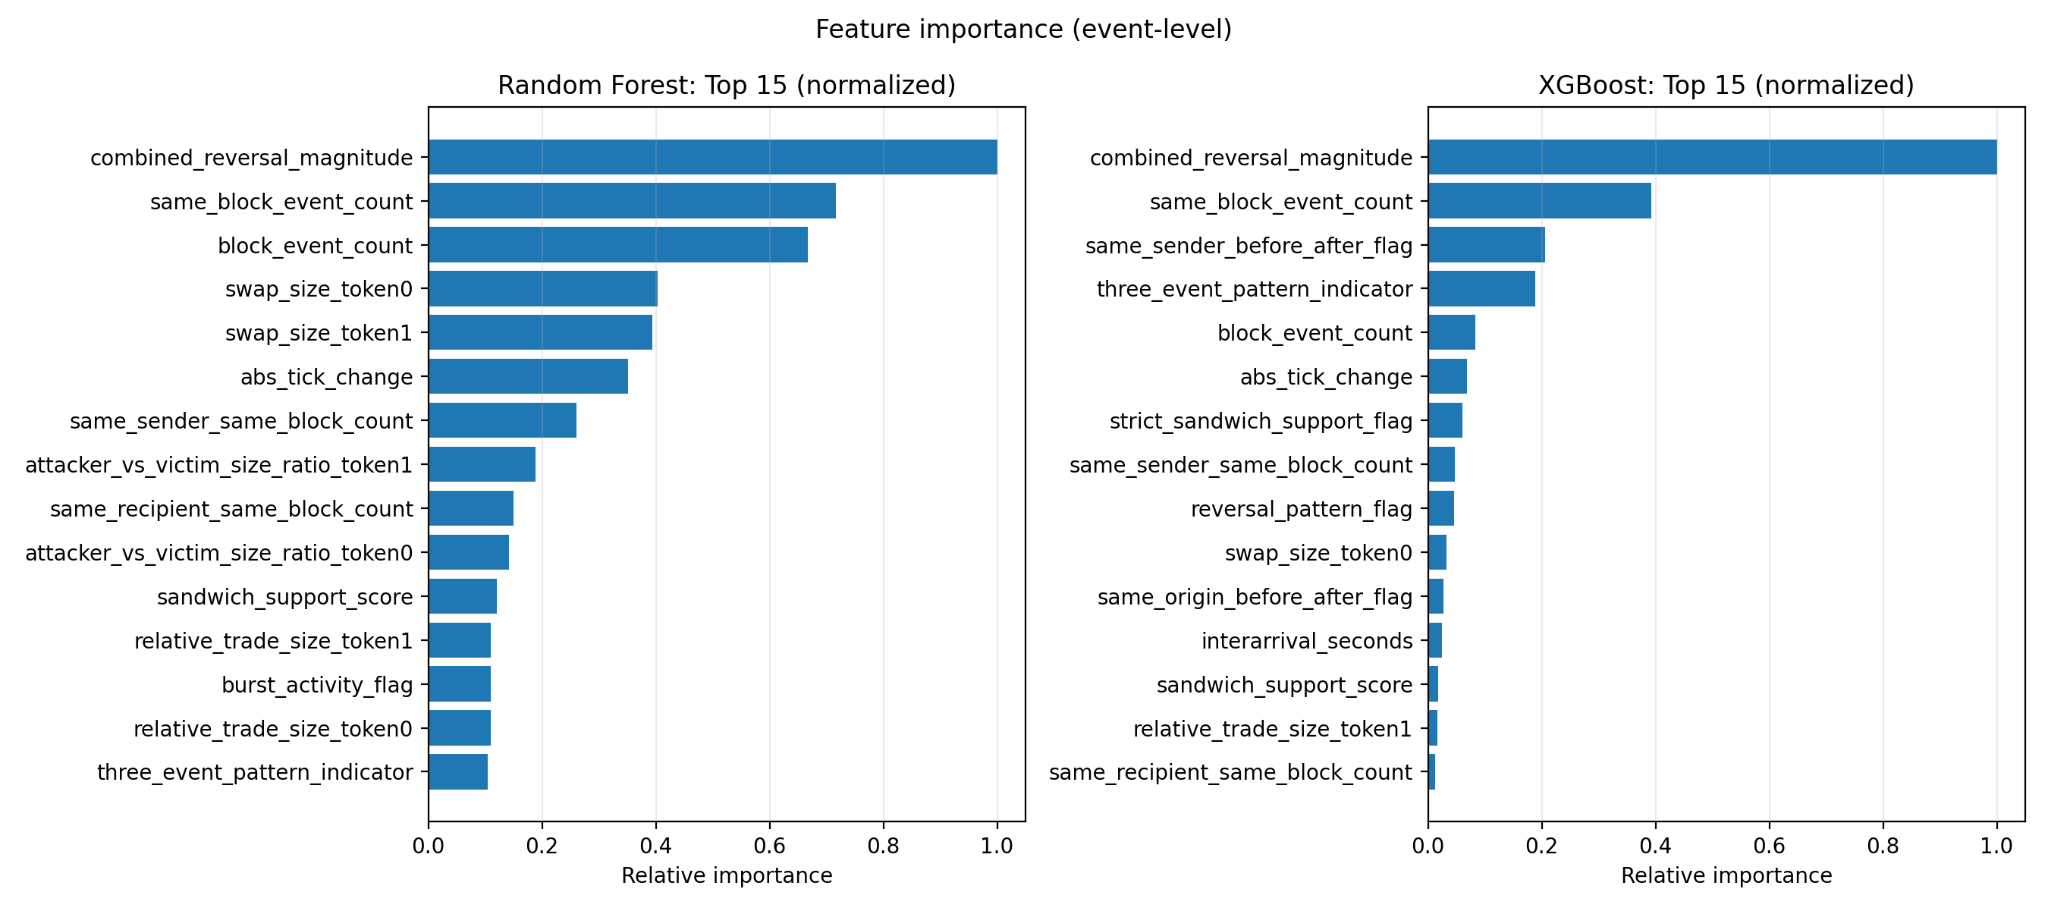 Feature importance (event-level)
Random Forest: Top 15 (normalized)
combined_reversal_magnitude
same_block_event_count
block_event_count
swap_size_token0
swap_size_token1
abs_tick_change
same_sender_same_block_count
attacker_vs_victim_size_ratio_token1
same_recipient_same_block_count
attacker_vs_victim_size_ratio_token0
sandwich_support_score
relative_trade_size_token1
burst_activity_flag
relative_trade_size_token0
three_event_pattern_indicator
0.0 0.2 0.4 0.6 0.8 1.0
Relative importance
XGBoost: Top 15 (normalized)
combined_reversal_magnitude
same_block_event_count
same_sender_before_after_flag
three_event_pattern_indicator
block_event_count
abs_tick_change
strict_sandwich_support_flag
same_sender_same_block_count
reversal_pattern_flag
swap_size_token0
same_origin_before_after_flag
interarrival_seconds
sandwich_support_score
relative_trade_size_token1
same_recipient_same_block_count
0.0 0.2 0.4 0.6 0.8 1.0
Relative importance